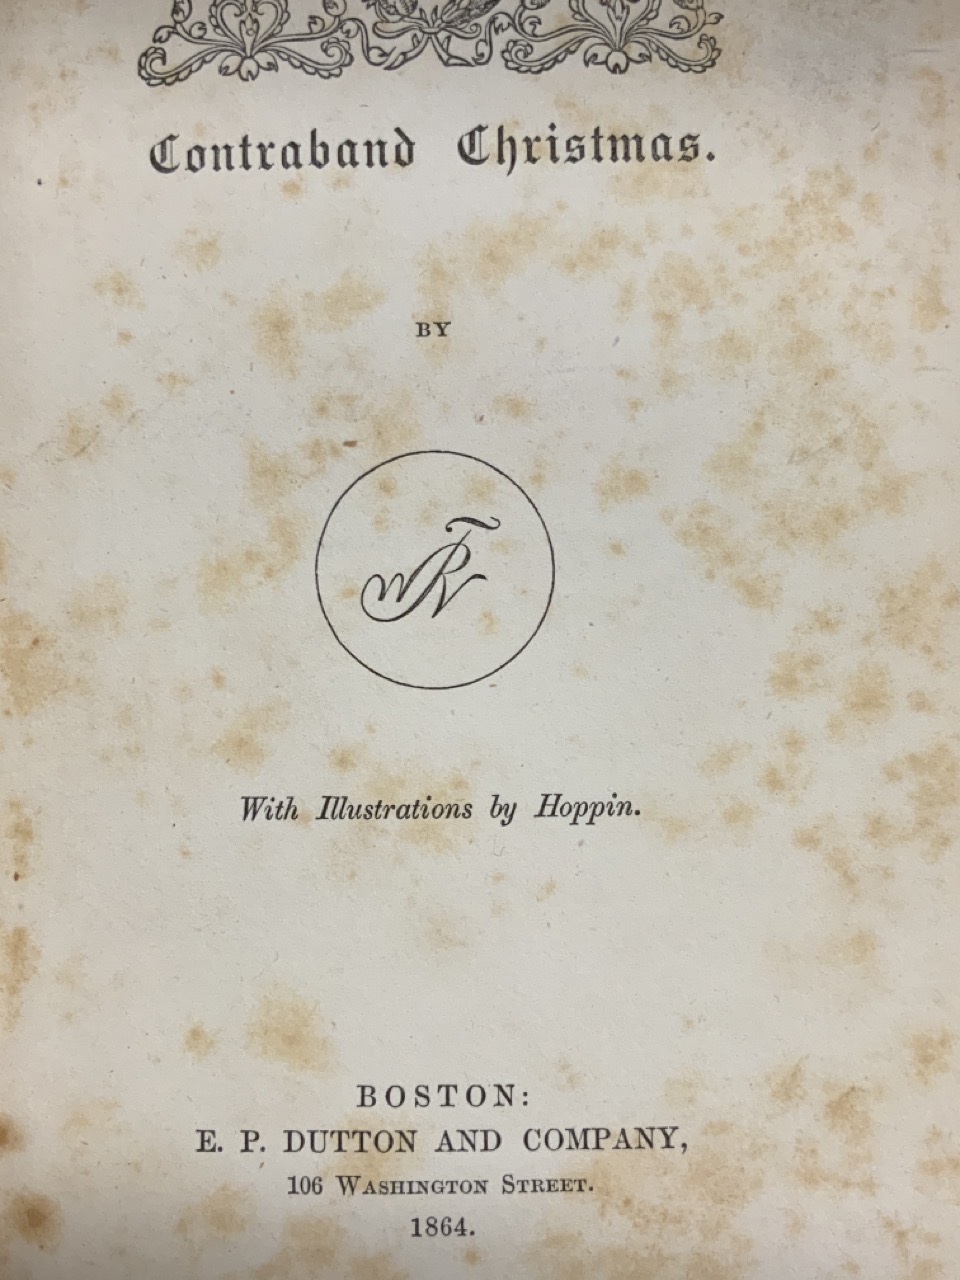 Contraband Christmas.
BY
With Illustrations by Hoppin.
BOSTON:
E. P. DUTTON AND COMPANY,
106 WASHINGTON STREET.
1864.